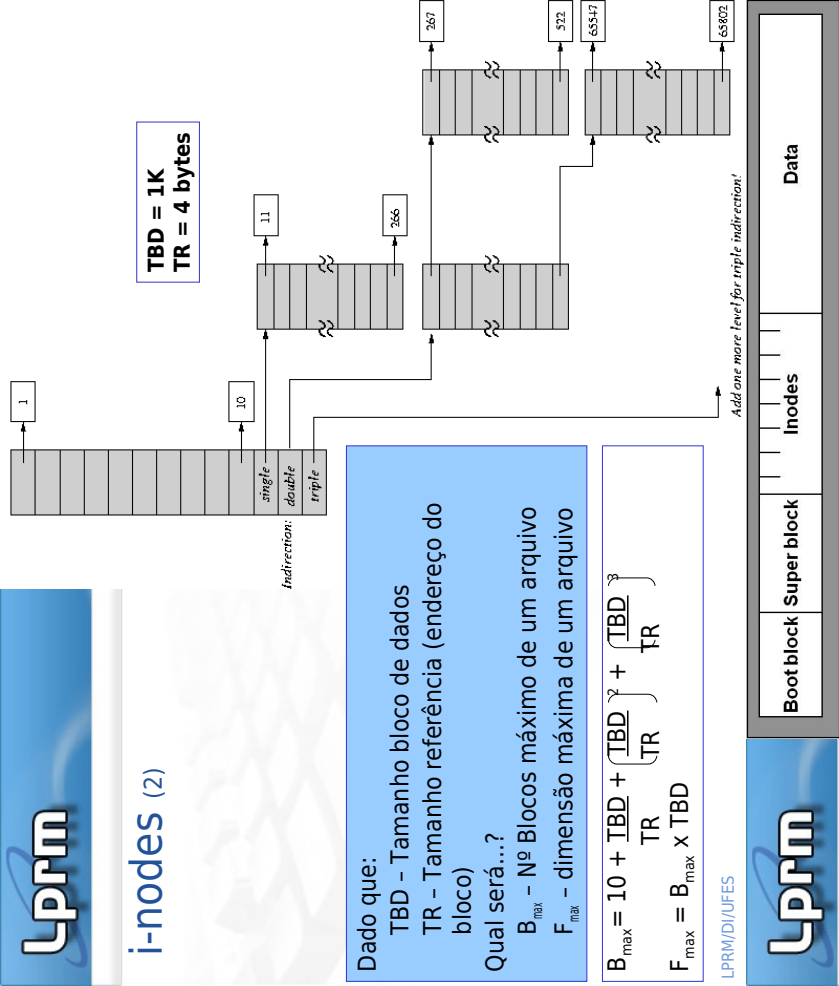 Lprm
i-nodes (2)
Dado que:
TBD – Tamanho bloco de dados
TR – Tamanho referência (endereço do
bloco)
Qual será...?
Bmax – Nº Blocos máximo de um arquivo
Fmax – dimensão máxima de um arquivo
Bmax = 10 + TBD + (TBD)2 + (TBD)3
TR TR TR
Fmax = Bmax x TBD
LPRM/DI/UFES
TBD = 1K
TR = 4 bytes
Indirection:
single
double
triple
1
10
11
266
267
522
65547
65802
Add one more level for triple indirection!
Lprm
Boot block
Super block
Inodes
Data